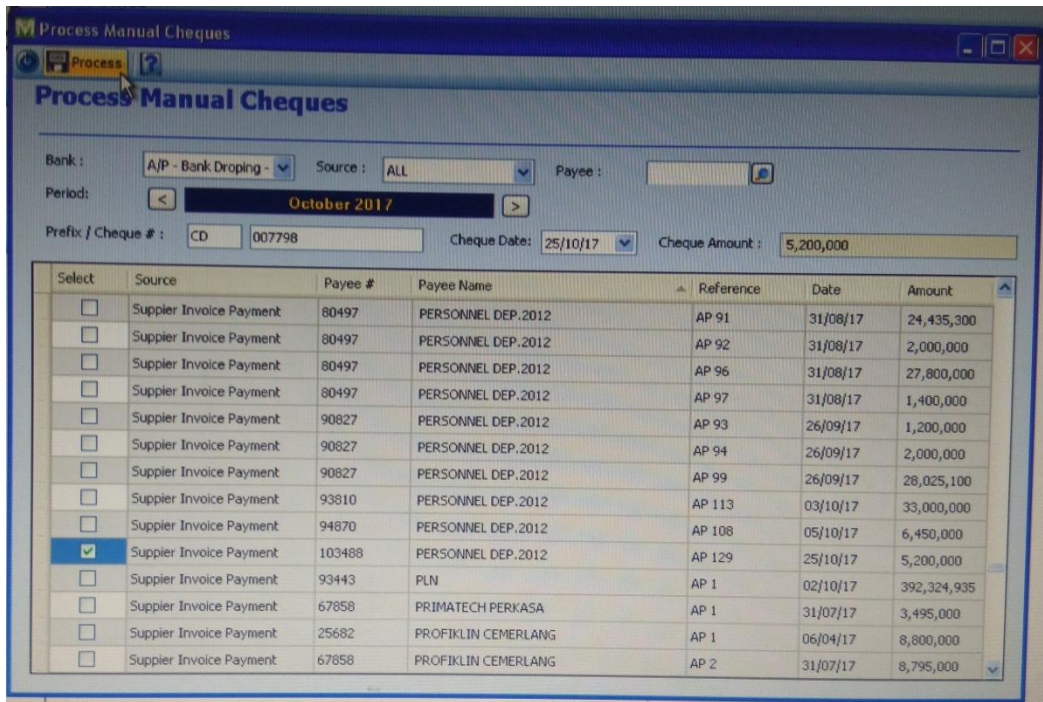 Process Manual Cheques
Process ?
Process Manual Cheques
Bank : A/P - Bank Droping - Source : ALL Payee :
Period: < October 2017 >
Prefix / Cheque # : CD 007798 Cheque Date: 25/10/17 Cheque Amount : 5,200,000
Select Source Payee # Payee Name Reference Date Amount
Suppier Invoice Payment 80497 PERSONNEL DEP.2012 AP 91 31/08/17 24,435,300
Suppier Invoice Payment 80497 PERSONNEL DEP.2012 AP 92 31/08/17 2,000,000
Suppier Invoice Payment 80497 PERSONNEL DEP.2012 AP 96 31/08/17 27,800,000
Suppier Invoice Payment 80497 PERSONNEL DEP.2012 AP 97 31/08/17 1,400,000
Suppier Invoice Payment 90827 PERSONNEL DEP.2012 AP 93 26/09/17 1,200,000
Suppier Invoice Payment 90827 PERSONNEL DEP.2012 AP 94 26/09/17 2,000,000
Suppier Invoice Payment 90827 PERSONNEL DEP.2012 AP 99 26/09/17 28,025,100
Suppier Invoice Payment 93810 PERSONNEL DEP.2012 AP 113 03/10/17 33,000,000
Suppier Invoice Payment 94870 PERSONNEL DEP.2012 AP 108 05/10/17 6,450,000
Suppier Invoice Payment 103488 PERSONNEL DEP.2012 AP 129 25/10/17 5,200,000
Suppier Invoice Payment 93443 PLN AP 1 02/10/17 392,324,935
Suppier Invoice Payment 67858 PRIMATECH PERKASA AP 1 31/07/17 3,495,000
Suppier Invoice Payment 25682 PROFIKLIN CEMERLANG AP 1 06/04/17 8,800,000
Suppier Invoice Payment 67858 PROFIKLIN CEMERLANG AP 2 31/07/17 8,795,000